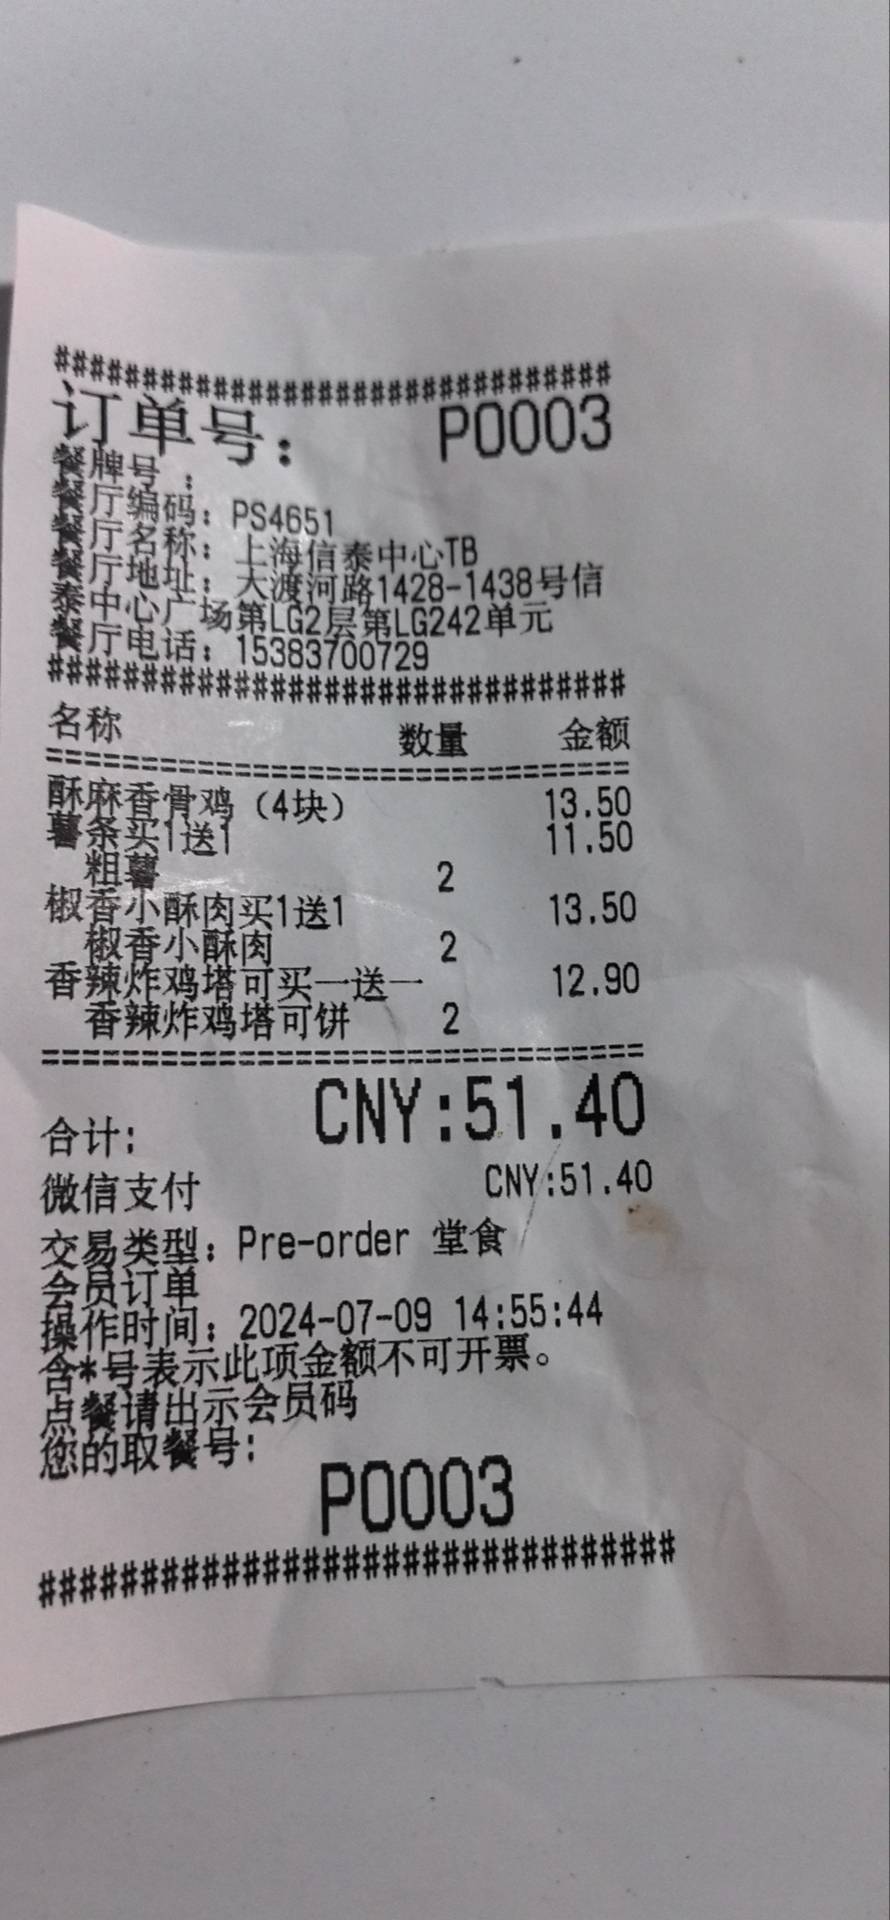 ################################
订单号： P0003
餐牌号：
餐厅编码：PS4651
餐厅名称：上海信泰中心TB
餐厅地址：大渡河路1428-1438号信
泰中心广场第LG2层第LG242单元
餐厅电话：15383700729
################################
名称 数量 金额
================================
酥麻香骨鸡（4块） 13.50
薯条买1送1 11.50
粗薯 2
椒香小酥肉买1送1 13.50
椒香小酥肉 2
香辣炸鸡塔可买一送一 12.90
香辣炸鸡塔可饼 2
================================
合计: CNY:51.40
微信支付 CNY:51.40
交易类型：Pre-order 堂食
会员订单
操作时间：2024-07-09 14:55:44
含*号表示此项金额不可开票。
点餐请出示会员码
您的取餐号:
P0003
################################